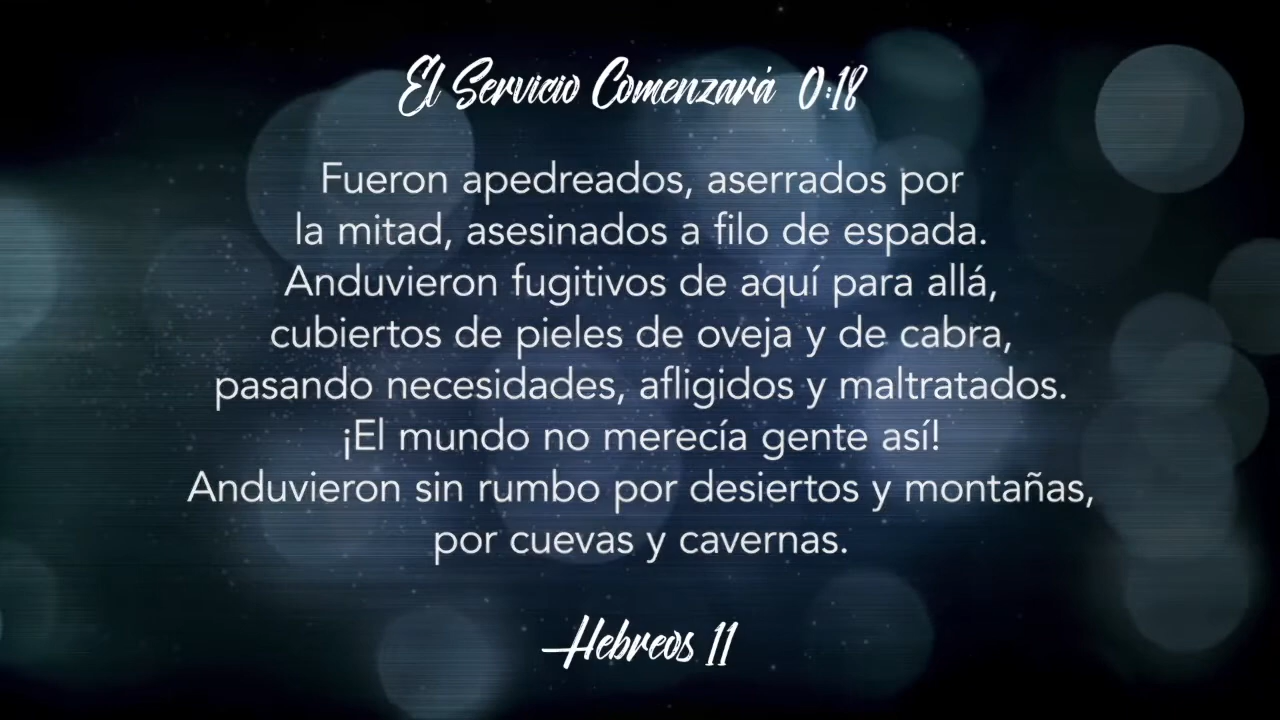 El Servicio Comenzará 0:18
Fueron apedreados, aserrados por
la mitad, asesinados a filo de espada.
Anduvieron fugitivos de aquí para allá,
cubiertos de pieles de oveja y de cabra,
pasando necesidades, afligidos y maltratados.
¡El mundo no merecía gente así!
Anduvieron sin rumbo por desiertos y montañas,
por cuevas y cavernas.
Hebreos 11